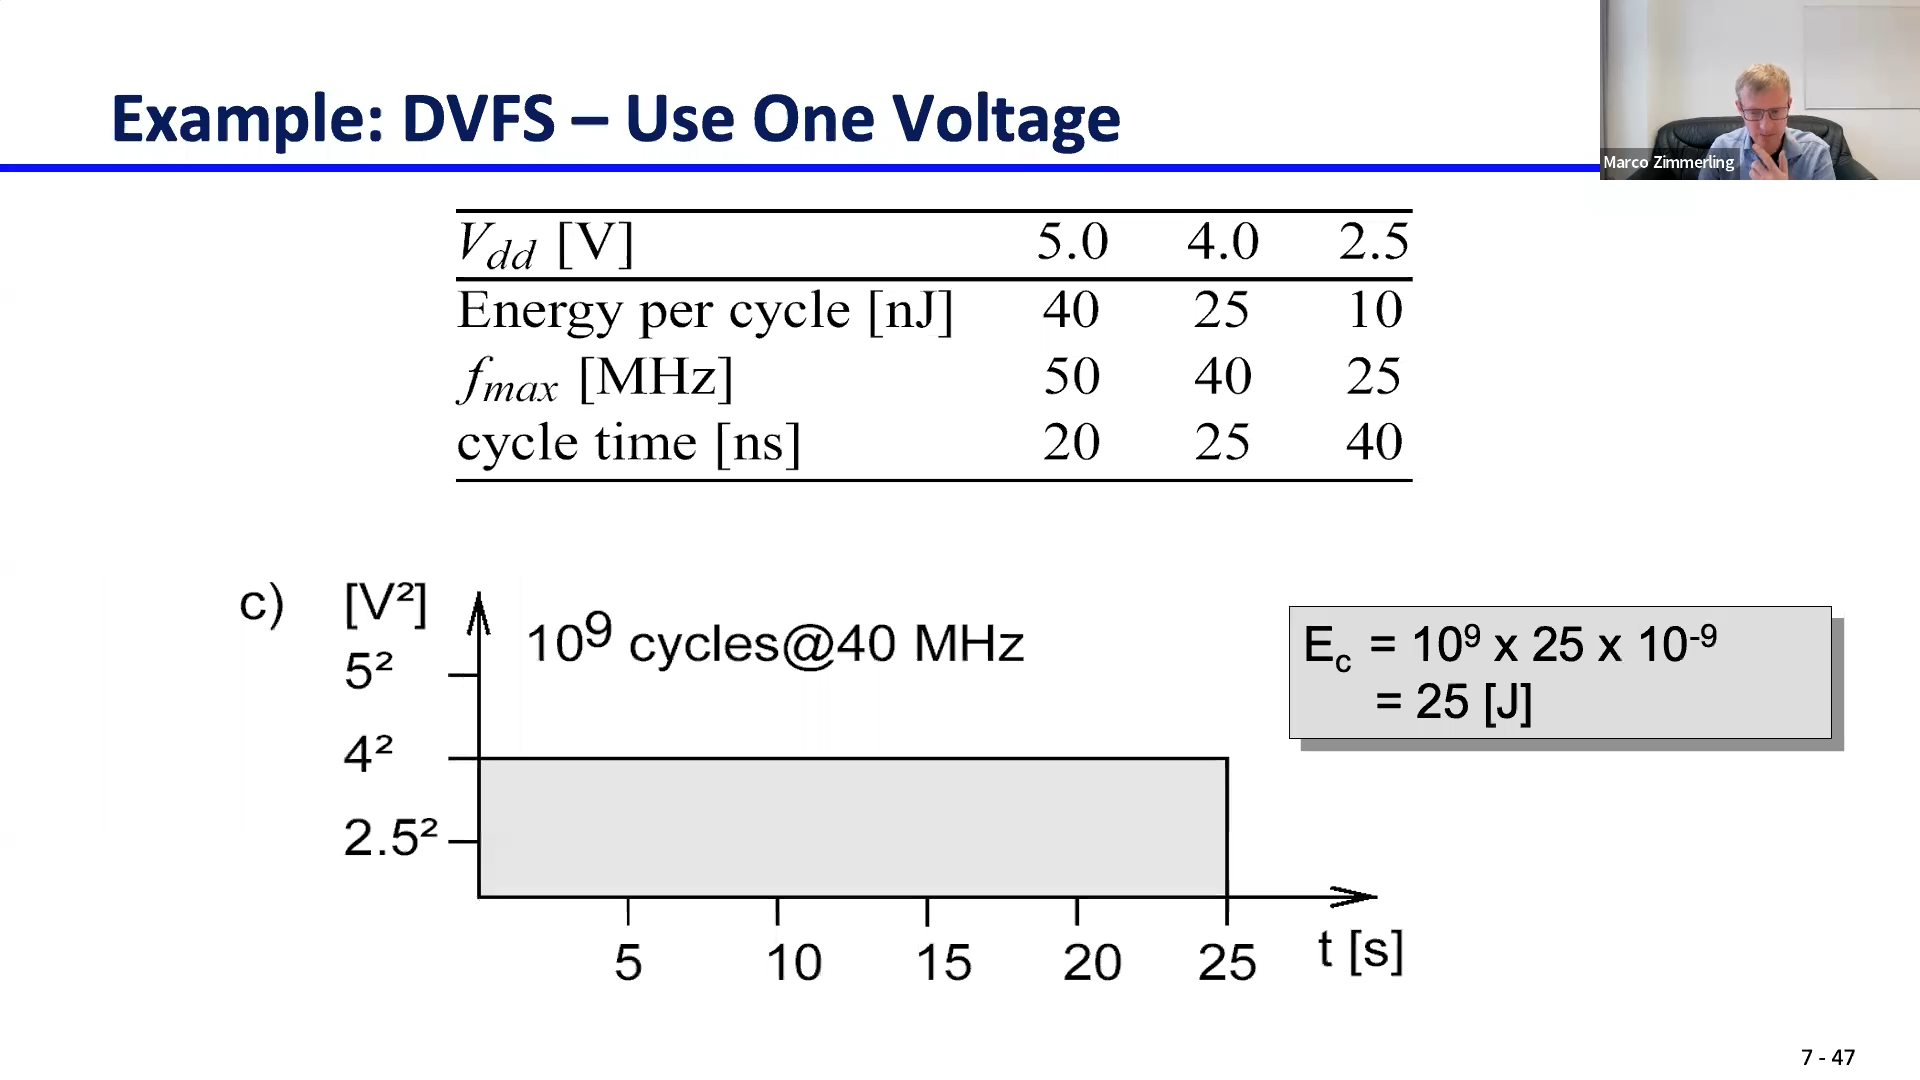 Example: DVFS – Use One Voltage
Marco Zimmerling
V_dd [V] 5.0 4.0 2.5
Energy per cycle [nJ] 40 25 10
f_max [MHz] 50 40 25
cycle time [ns] 20 25 40
c) [V²]
10⁹ cycles@40 MHz
5²
4²
2.5²
E_c = 10⁹ x 25 x 10⁻⁹
= 25 [J]
5 10 15 20 25 t [s]
7 - 47